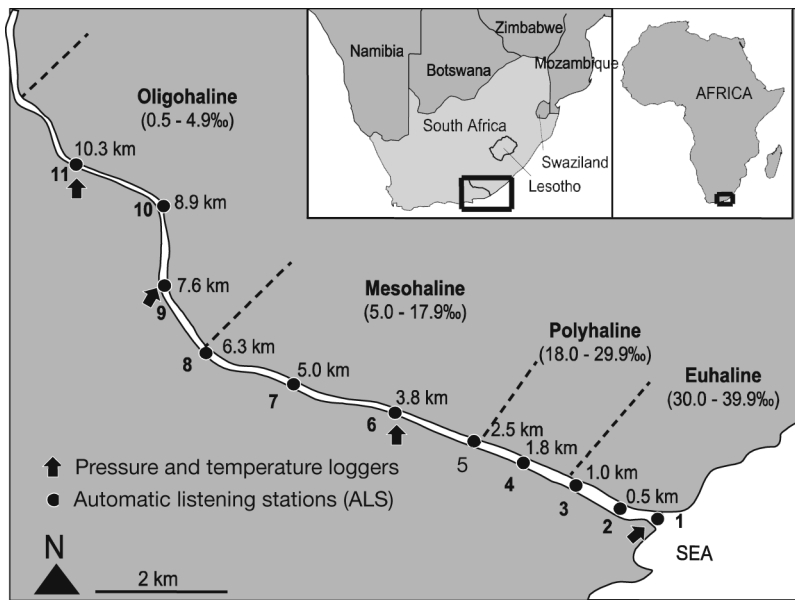 Namibia
Zimbabwe
Botswana
Mozambique
South Africa
Swaziland
Lesotho
AFRICA
Oligohaline
(0.5 - 4.9‰)
10.3 km
11
10
8.9 km
7.6 km
9
Mesohaline
(5.0 - 17.9‰)
6.3 km
8
5.0 km
7
Polyhaline
(18.0 - 29.9‰)
3.8 km
6
Euhaline
(30.0 - 39.9‰)
2.5 km
5
1.8 km
4
1.0 km
3
0.5 km
2
1
SEA
Pressure and temperature loggers
Automatic listening stations (ALS)
N
2 km